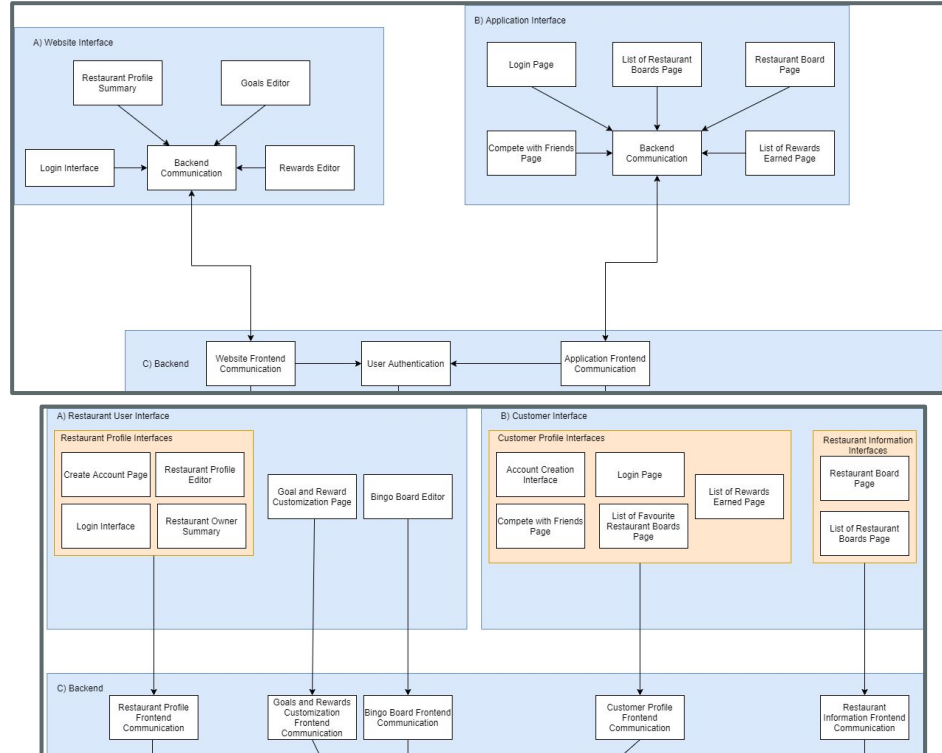 A) Website Interface
Restaurant Profile
Summary
Goals Editor
Login Interface
Backend
Communication
Rewards Editor
B) Application Interface
Login Page
List of Restaurant
Boards Page
Restaurant Board
Page
Compete with Friends
Page
Backend
Communication
List of Rewards
Earned Page
C) Backend
Website Frontend
Communication
User Authentication
Application Frontend
Communication
A) Restaurant User Interface
Restaurant Profile Interfaces
Create Account Page
Restaurant Profile
Editor
Login Interface
Restaurant Owner
Summary
Goal and Reward
Customization Page
Bingo Board Editor
B) Customer Interface
Customer Profile Interfaces
Account Creation
Interface
Login Page
List of Rewards
Earned Page
Compete with Friends
Page
List of Favourite
Restaurant Boards
Page
Restaurant Information
Interfaces
Restaurant Board
Page
List of Restaurant
Boards Page
C) Backend
Restaurant Profile
Frontend
Communication
Goals and Rewards
Customization
Frontend
Communication
Bingo Board Frontend
Communication
Customer Profile
Frontend
Communication
Restaurant
Information Frontend
Communication